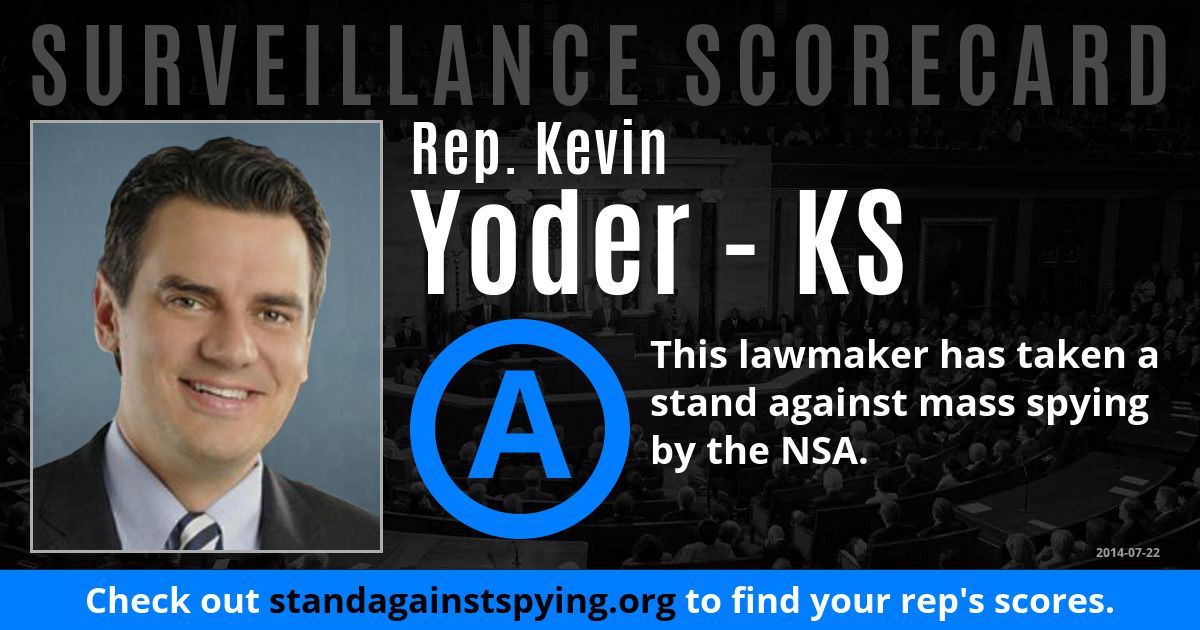 SURVEILLANCE SCORECARD
Rep. Kevin
Yoder - KS
A
This lawmaker has taken a
stand against mass spying
by the NSA.
2014-07-22
Check out standagainstspying.org to find your rep's scores.